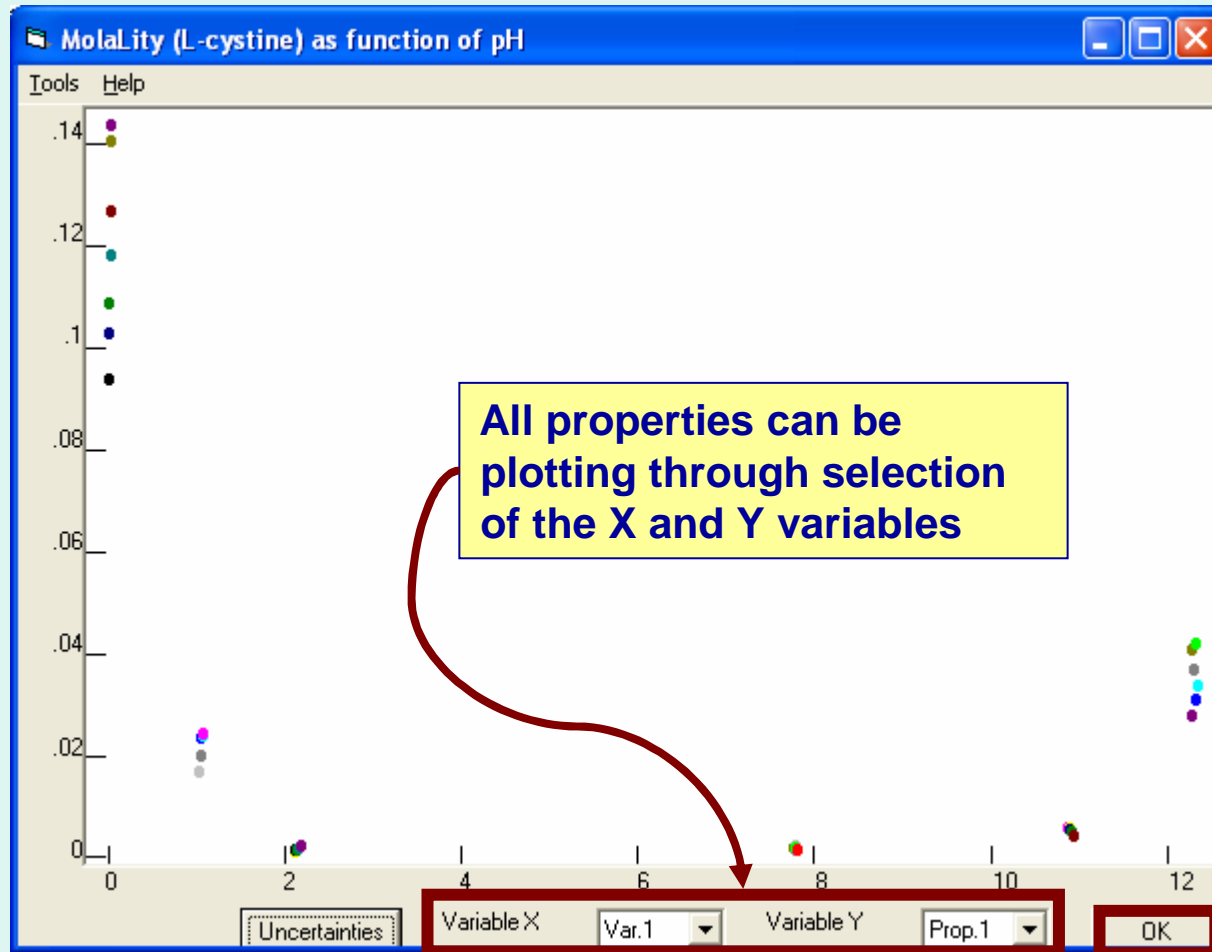 MolaLity (L-cystine) as function of pH
Tools Help
.14
.12
.1
.08
All properties can be
plotting through selection
of the X and Y variables
.06
.04
.02
0
0 2 4 6 8 10 12
Uncertainties Variable X Var.1 Variable Y Prop.1 OK